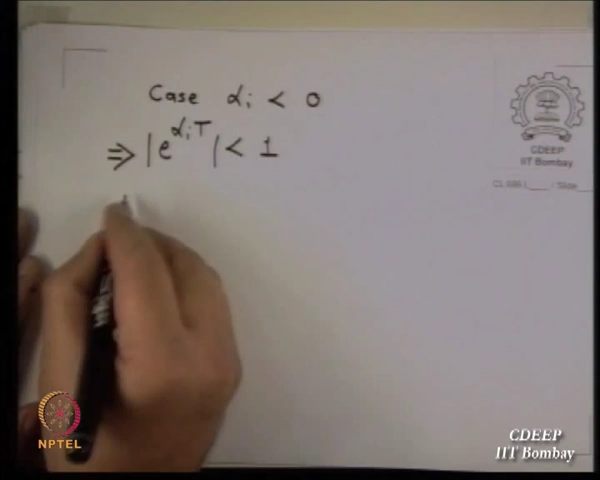 Case αᵢ < 0
⇒ |e^{αᵢT}| < 1
CDEEP
IIT Bombay
NPTEL
CDEEP
IIT Bombay